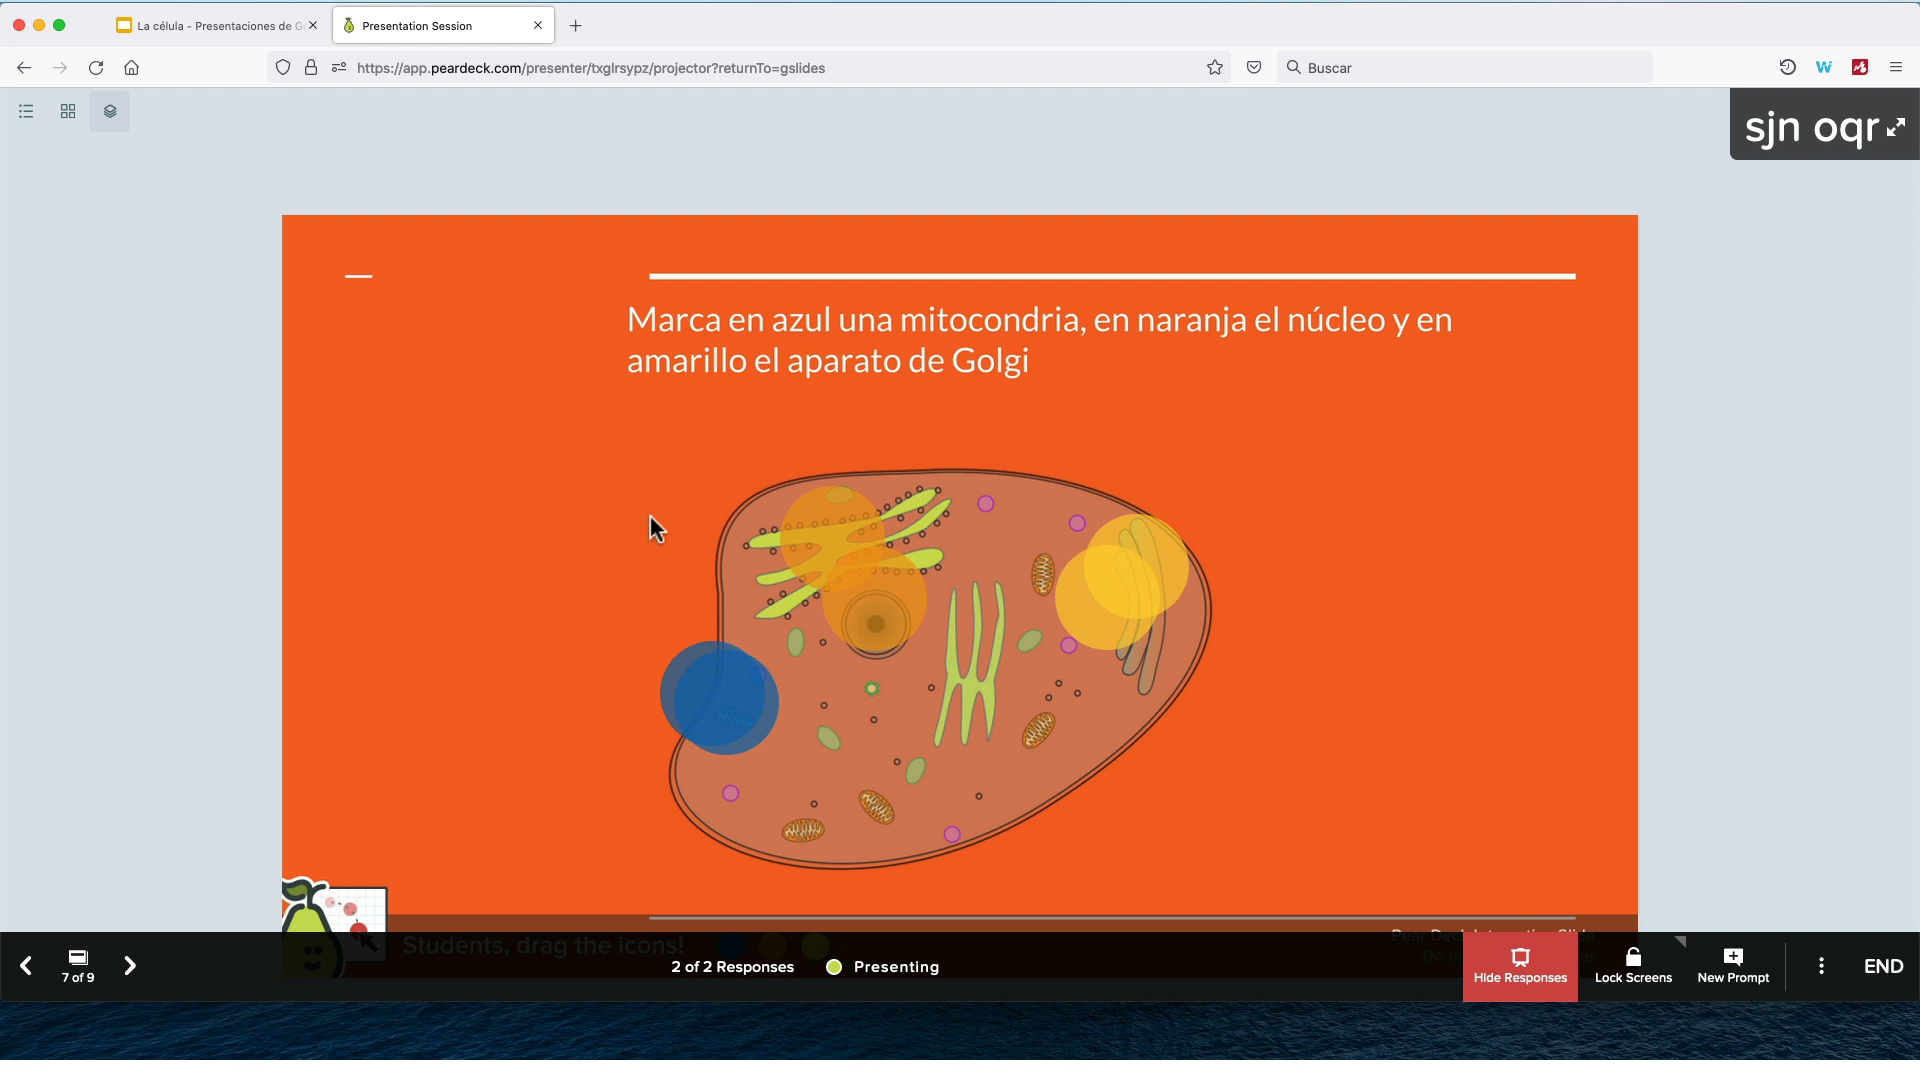 La célula - Presentaciones de G
Presentation Session
https://app.peardeck.com/presenter/txglrsypz/projector?returnTo=gslides
Buscar
sjn oqr
Marca en azul una mitocondria, en naranja el núcleo y en
amarillo el aparato de Golgi
Students, drag the icons!
7 of 9
2 of 2 Responses
Presenting
Hide Responses
Lock Screens
New Prompt
END